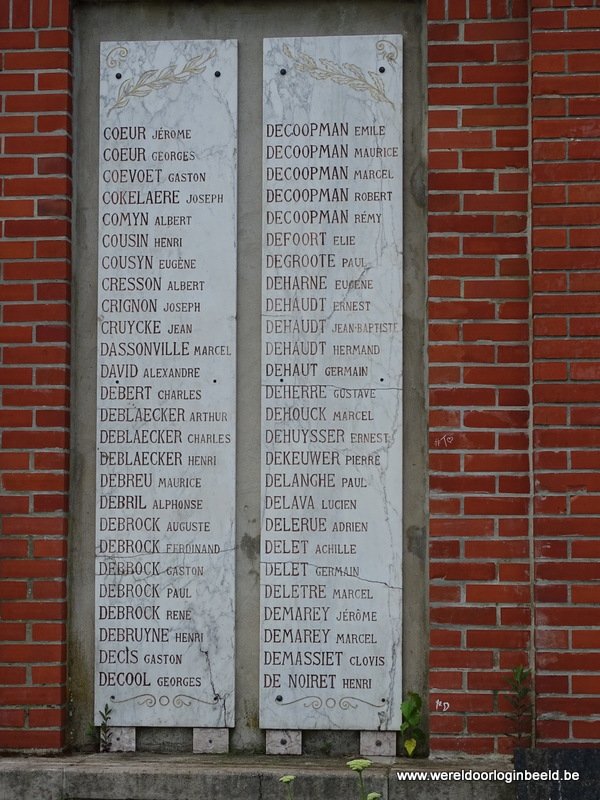 COEUR JÉRÔME
COEUR GEORGES
COEVOET GASTON
COKELAERE JOSEPH
COMYN ALBERT
COUSIN HENRI
COUSYN EUGÈNE
CRESSON ALBERT
CRIGNON JOSEPH
CRUYCKE JEAN
DASSONVILLE MARCEL
DAVID ALEXANDRE
DEBERT CHARLES
DEBLAECKER ARTHUR
DEBLAECKER CHARLES
DEBLAECKER HENRI
DEBREU MAURICE
DEBRIL ALPHONSE
DEBROCK AUGUSTE
DEBROCK FERDINAND
DEBROCK GASTON
DEBROCK PAUL
DEBROCK RENÉ
DEBRUYNE HENRI
DECIS GASTON
DECOOL GEORGES
DECOOPMAN EMILE
DECOOPMAN MAURICE
DECOOPMAN MARCEL
DECOOPMAN ROBERT
DECOOPMAN RÉMY
DEFOORT ELIE
DEGROOTE PAUL
DEHARNE EUGÈNE
DEHAUDT ERNEST
DEHAUDT JEAN-BAPTISTE
DEHAUDT HERMAND
DEHAUT GERMAIN
DEHERRE GUSTAVE
DEHOUCK MARCEL
DEHUYSSER ERNEST
DEKEUWER PIERRE
DELANGHE PAUL
DELAVA LUCIEN
DELERUE ADRIEN
DELET ACHILLE
DELET GERMAIN
DELETRE MARCEL
DEMAREY JÉRÔME
DEMAREY MARCEL
DEMASSIET CLOVIS
DE NOIRET HENRI
www.wereldoorloginbeeld.be